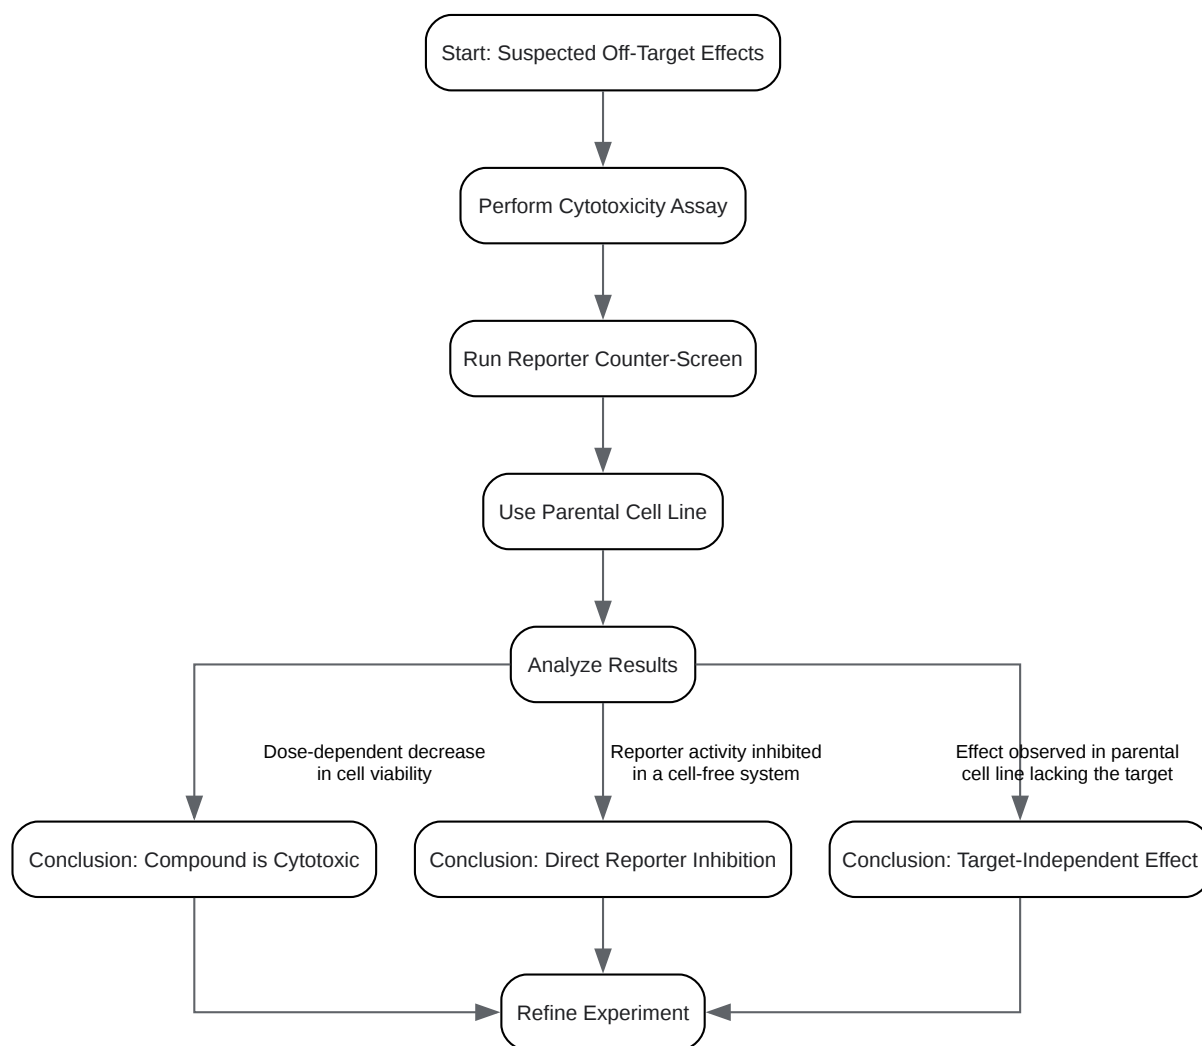 Start: Suspected Off-Target Effects
Perform Cytotoxicity Assay
Run Reporter Counter-Screen
Use Parental Cell Line
Analyze Results
Dose-dependent decrease
in cell viability
Reporter activity inhibited
in a cell-free system
Effect observed in parental
cell line lacking the target
Conclusion: Compound is Cytotoxic
Conclusion: Direct Reporter Inhibition
Conclusion: Target-Independent Effect
Refine Experiment